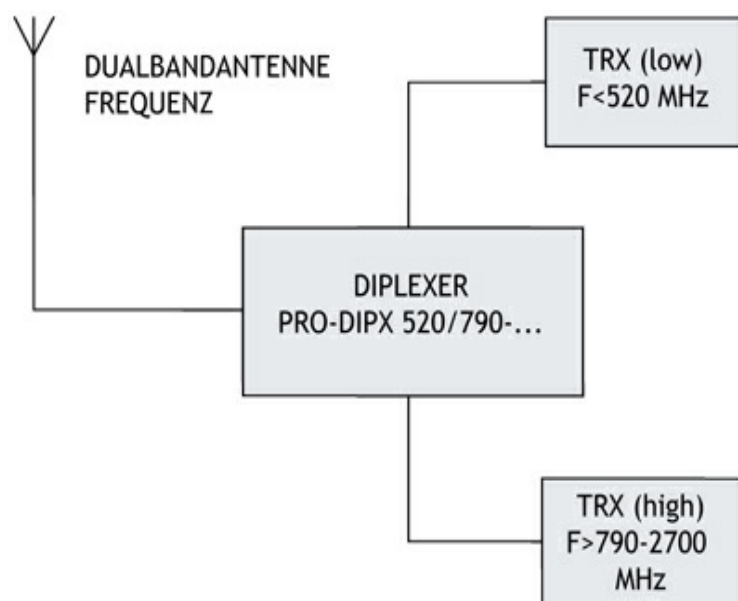 DUALBANDANTENNE
FREQUENZ
TRX (low)
F<520 MHz
DIPLEXER
PRO-DIPX 520/790-...
TRX (high)
F>790-2700
MHz